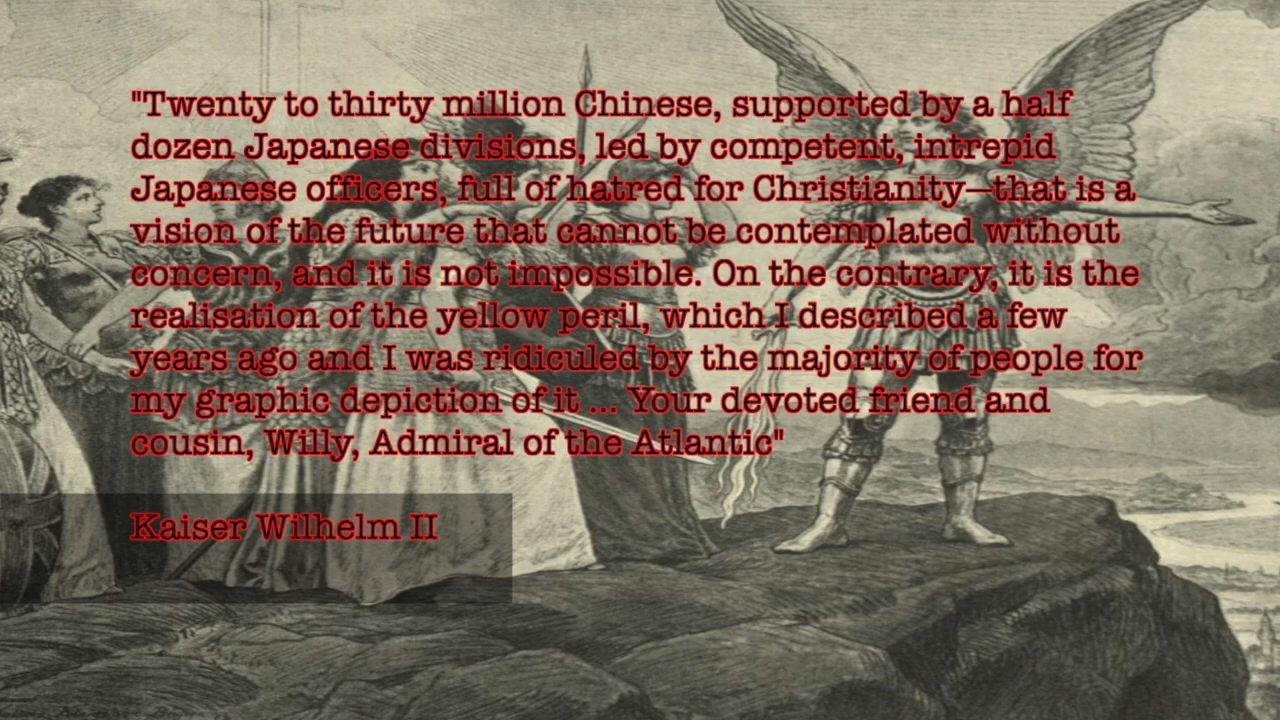 "Twenty to thirty million Chinese, supported by a half
dozen Japanese divisions, led by competent, intrepid
Japanese officers, full of hatred for Christianity—that is a
vision of the future that cannot be contemplated without
concern, and it is not impossible. On the contrary, it is the
realisation of the yellow peril, which I described a few
years ago and I was ridiculed by the majority of people for
my graphic depiction of it ... Your devoted friend and
cousin, Willy, Admiral of the Atlantic"
Kaiser Wilhelm II